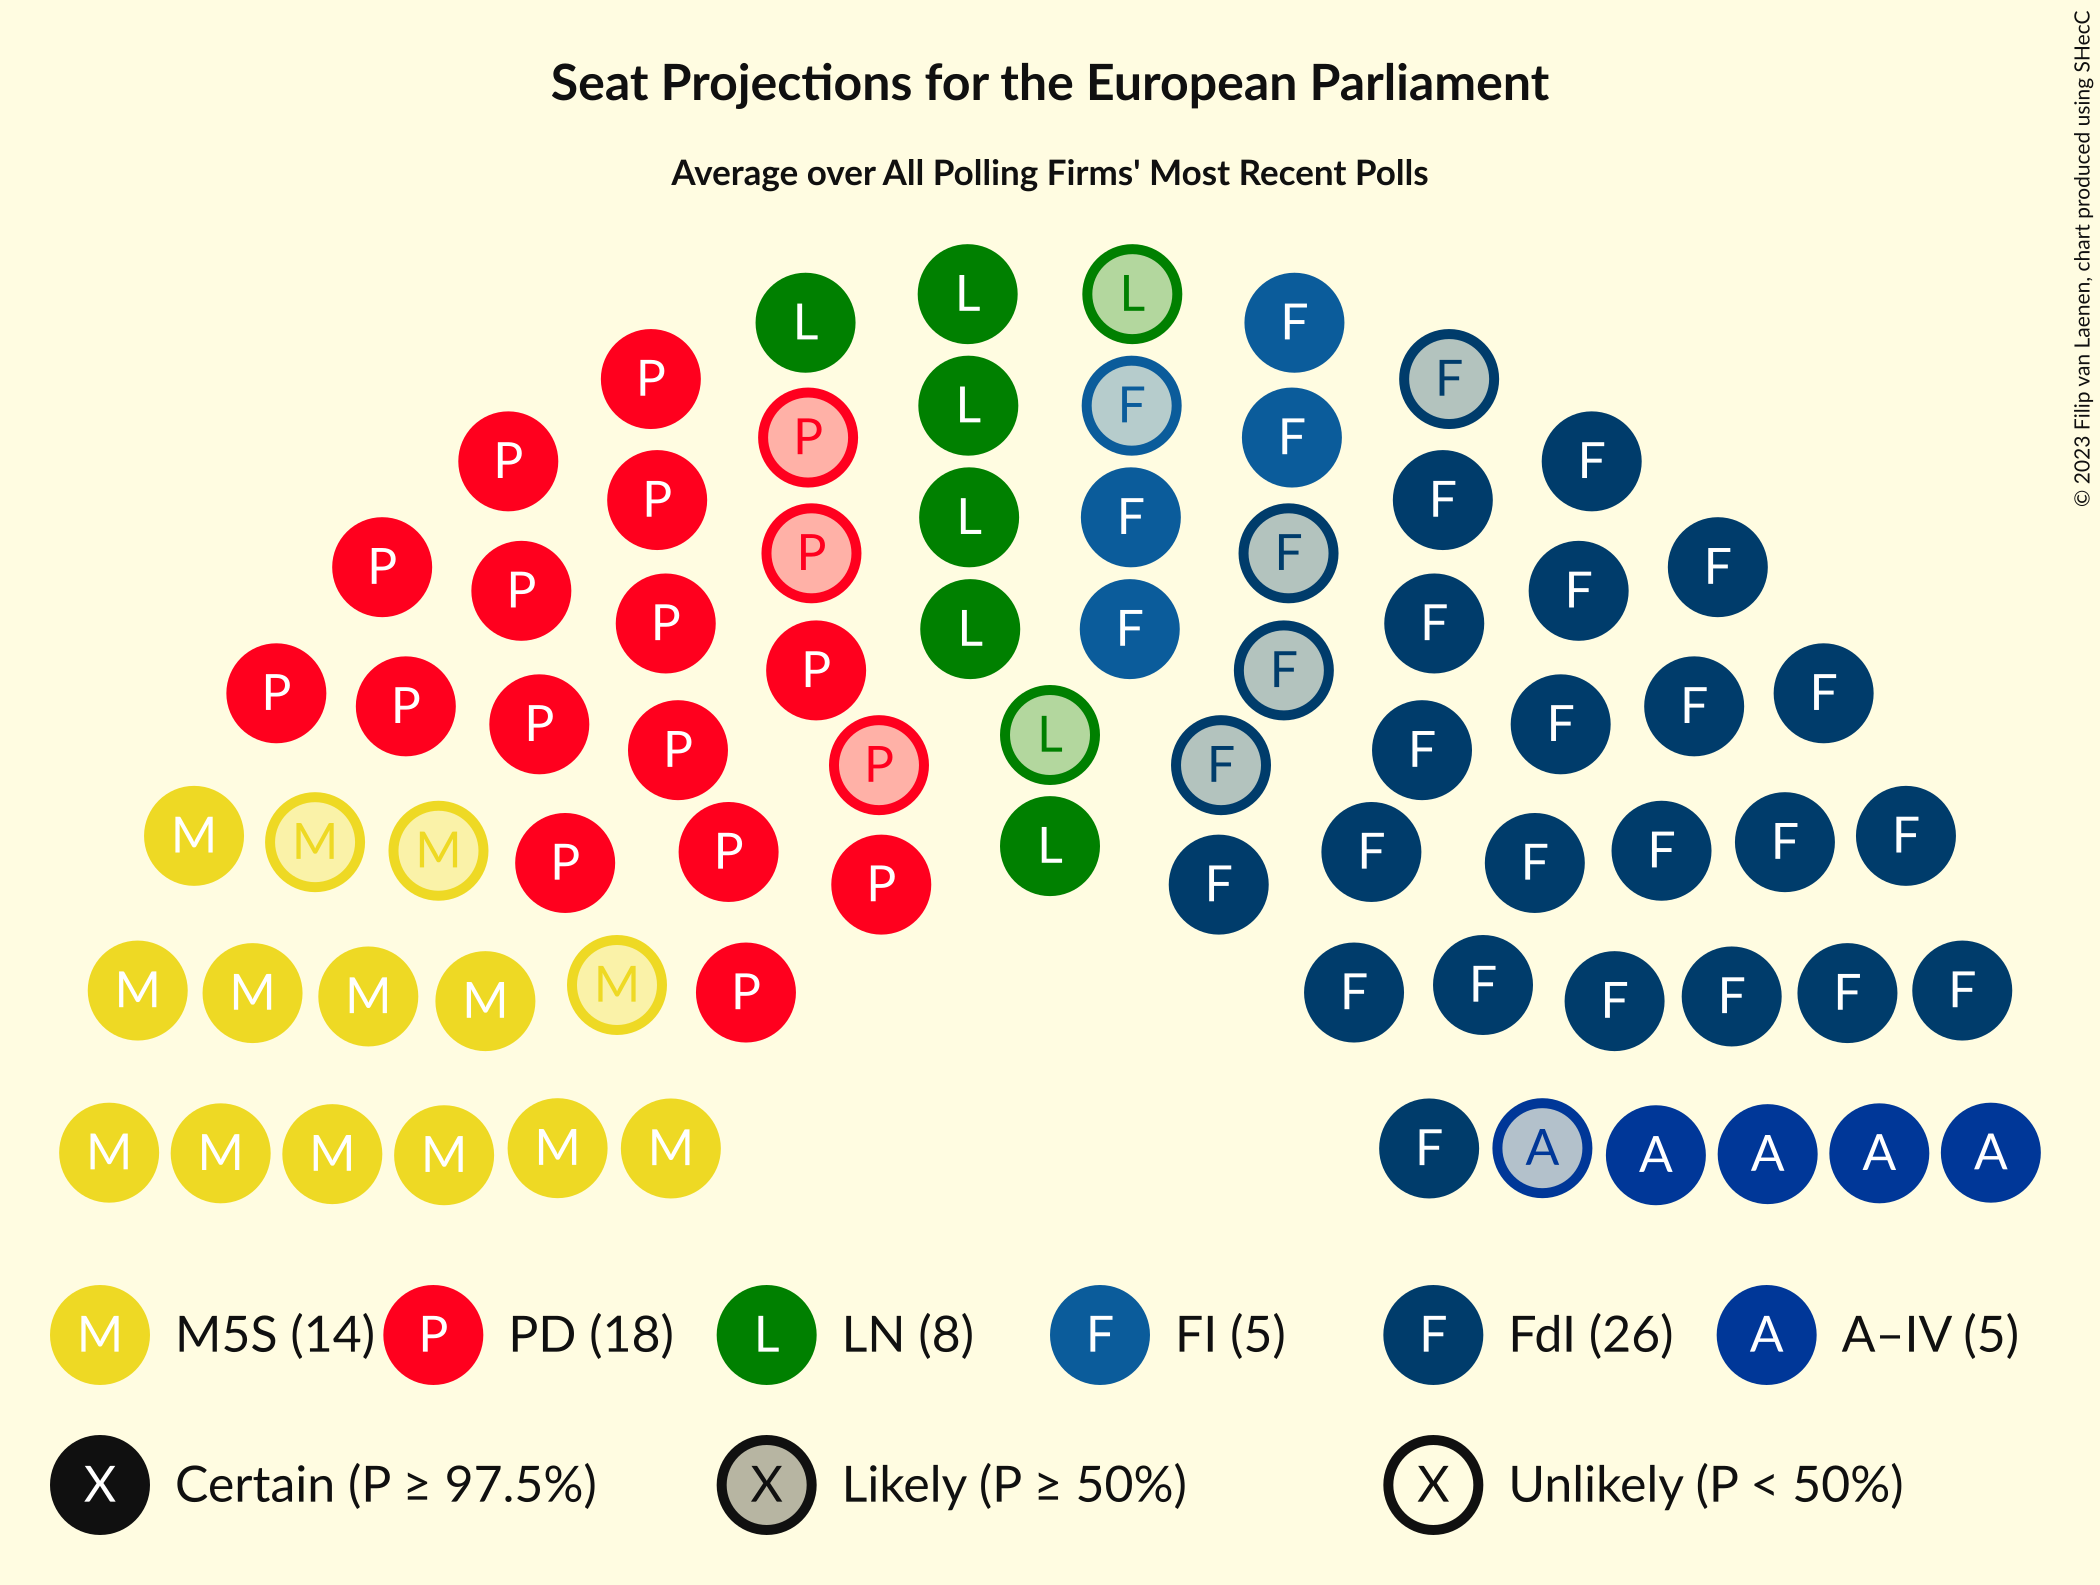 Seat Projections for the European Parliament
Average over All Polling Firms' Most Recent Polls
© 2023 Filip van Laenen, chart produced using SHecC
L L L
F F
P L P L F F F
P P P L F F F F
P P P P L F F F F F
P P P P P L F F F F F F
M M M P P P L F F F F F F
M M M M M P F F F F F F
M M M M M M F A A A A A
M M5S (14) P PD (18) L LN (8) F FI (5) F FdI (26) A A–IV (5)
X Certain (P ≥ 97.5%) X Likely (P ≥ 50%) X Unlikely (P < 50%)